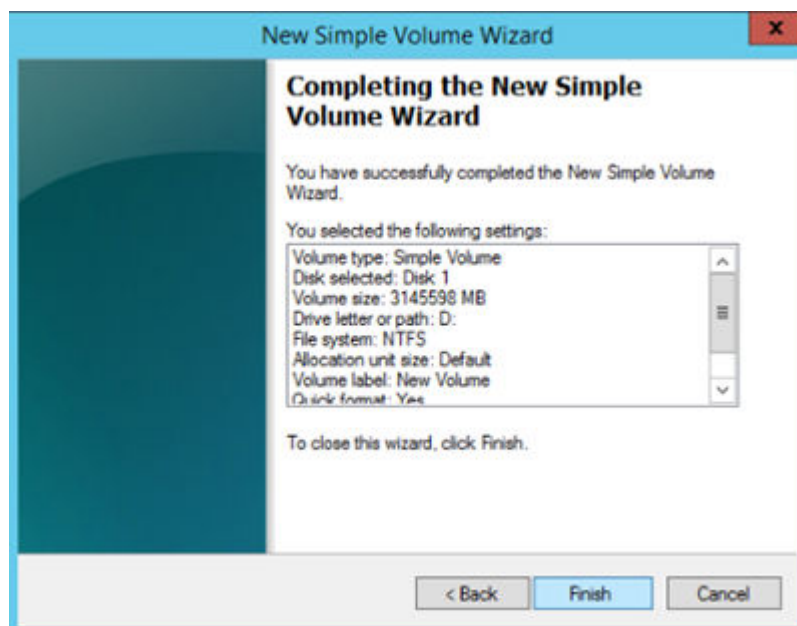 New Simple Volume Wizard
x
Completing the New Simple
Volume Wizard
You have successfully completed the New Simple Volume
Wizard.
You selected the following settings:
Volume type: Simple Volume
Disk selected: Disk 1
Volume size: 3145598 MB
Drive letter or path: D:
File system: NTFS
Allocation unit size: Default
Volume label: New Volume
Quick format: Yes
To close this wizard, click Finish.
< Back
Finish
Cancel